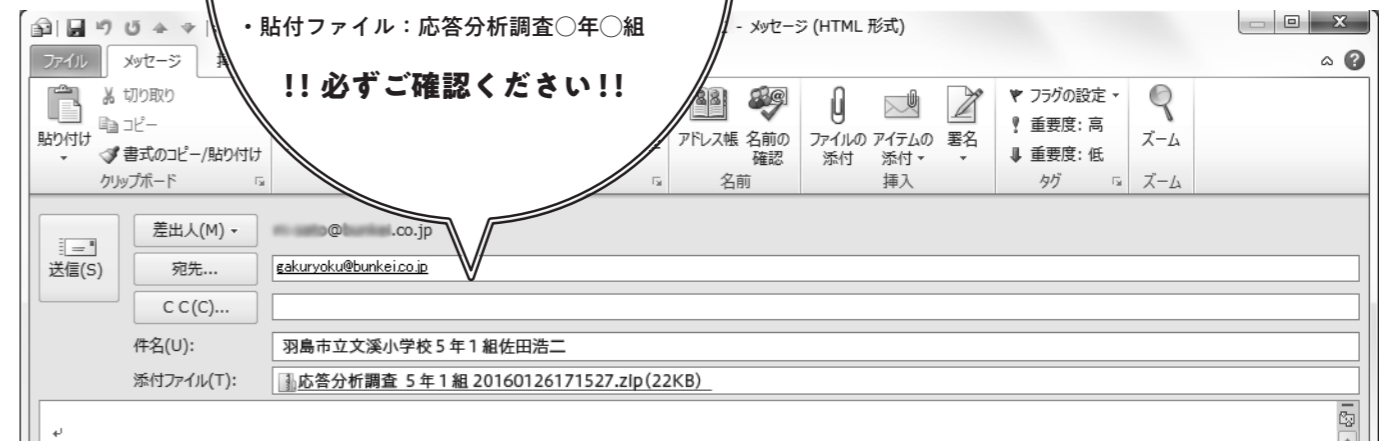 ・貼付ファイル：応答分析調査○年○組
!! 必ずご確認ください!!
- メッセージ (HTML 形式)
ファイル メッセージ
貼り付け
切り取り
コピー
書式のコピー/貼り付け
クリップボード
アドレス帳 名前の確認
名前
ファイルの添付 アイテムの添付 署名
挿入
フラグの設定
重要度: 高
重要度: 低
タグ
ズーム
ズーム
送信(S)
差出人(M) .co.jp
宛先... gakuryoku@bunkei.co.jp
C C(C)...
件名(U): 羽島市立文溪小学校５年１組佐田浩二
添付ファイル(T): 応答分析調査 ５年１組 20160126171527.zip(22KB)